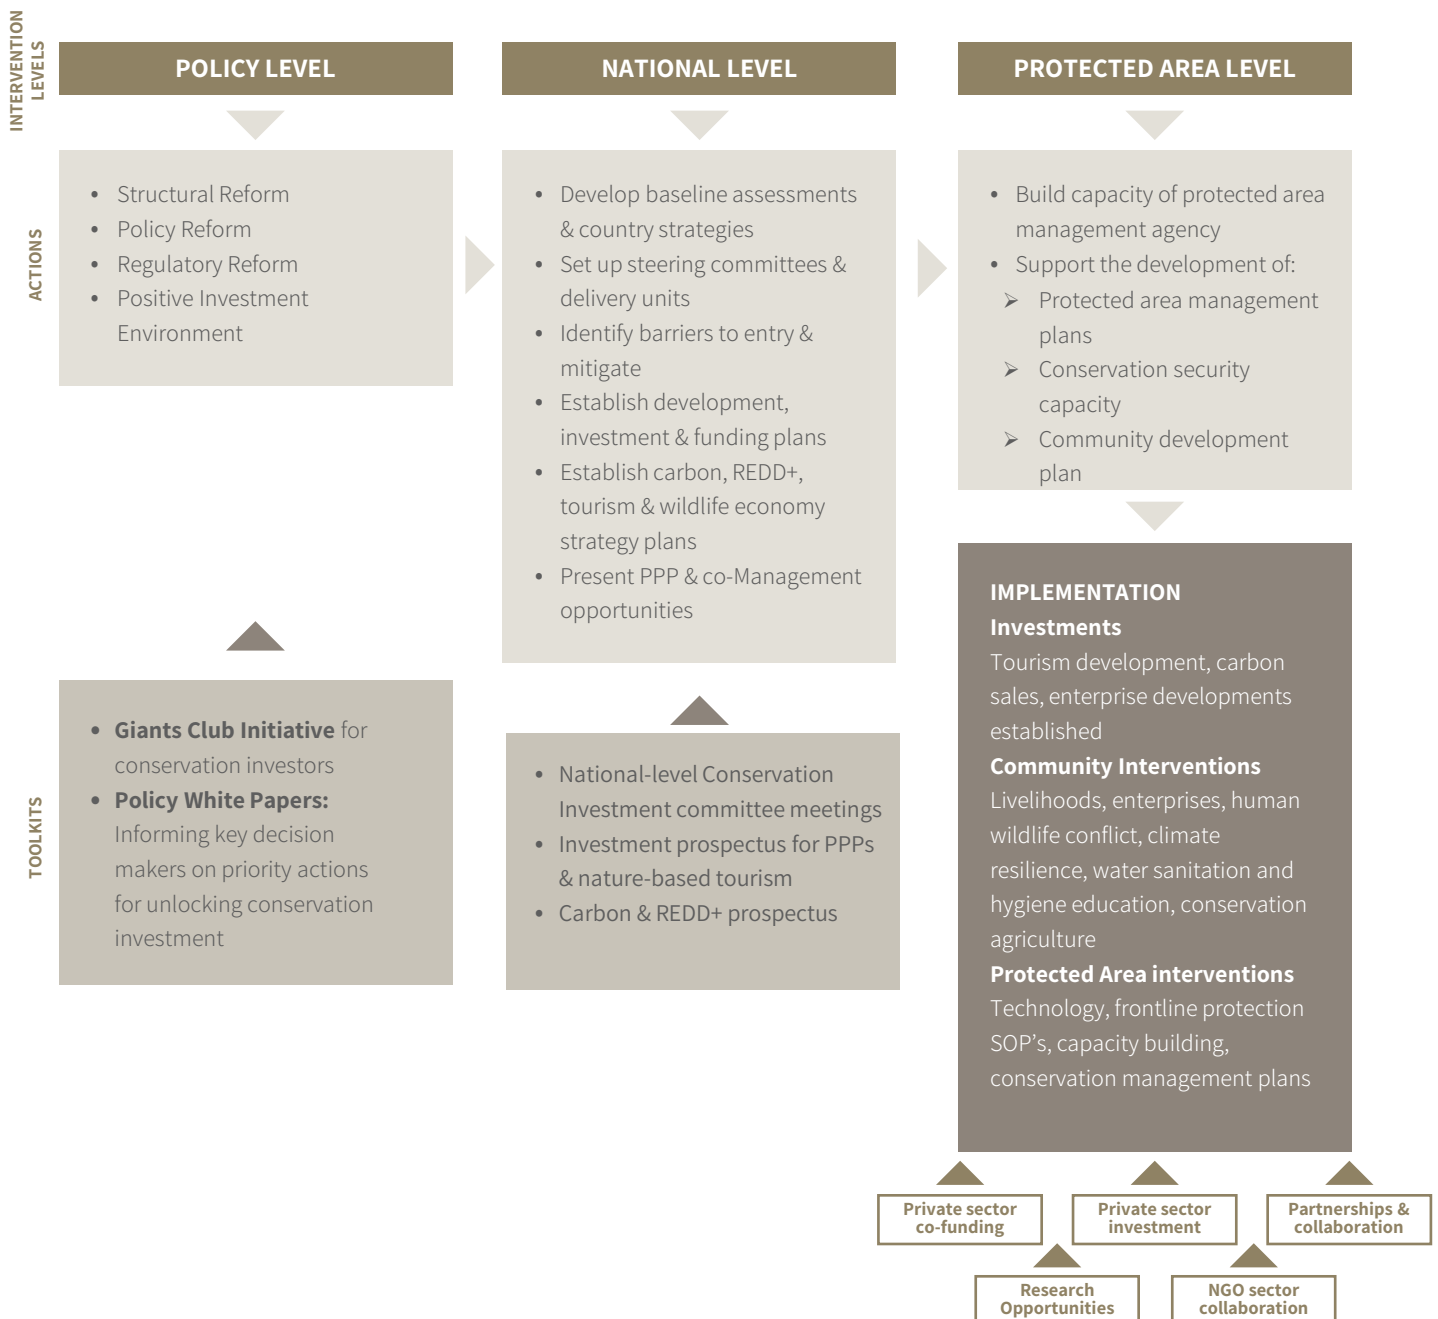 INTERVENTION
LEVELS
POLICY LEVEL
NATIONAL LEVEL
PROTECTED AREA LEVEL
ACTIONS
• Structural Reform
• Policy Reform
• Regulatory Reform
• Positive Investment
Environment
• Develop baseline assessments
& country strategies
• Set up steering committees &
delivery units
• Identify barriers to entry &
mitigate
• Establish development,
investment & funding plans
• Establish carbon, REDD+,
tourism & wildlife economy
strategy plans
• Present PPP & co-Management
opportunities
• Build capacity of protected area
management agency
• Support the development of:
➢ Protected area management
plans
➢ Conservation security
capacity
➢ Community development
plan
TOOLKITS
• Giants Club Initiative for
conservation investors
• Policy White Papers:
Informing key decision
makers on priority actions
for unlocking conservation
investment
• National-level Conservation
Investment committee meetings
• Investment prospectus for PPPs
& nature-based tourism
• Carbon & REDD+ prospectus
IMPLEMENTATION
Investments
Tourism development, carbon
sales, enterprise developments
established
Community Interventions
Livelihoods, enterprises, human
wildlife conflict, climate
resilience, water sanitation and
hygiene education, conservation
agriculture
Protected Area interventions
Technology, frontline protection
SOP's, capacity building,
conservation management plans
Private sector
co-funding
Private sector
investment
Partnerships &
collaboration
Research
Opportunities
NGO sector
collaboration